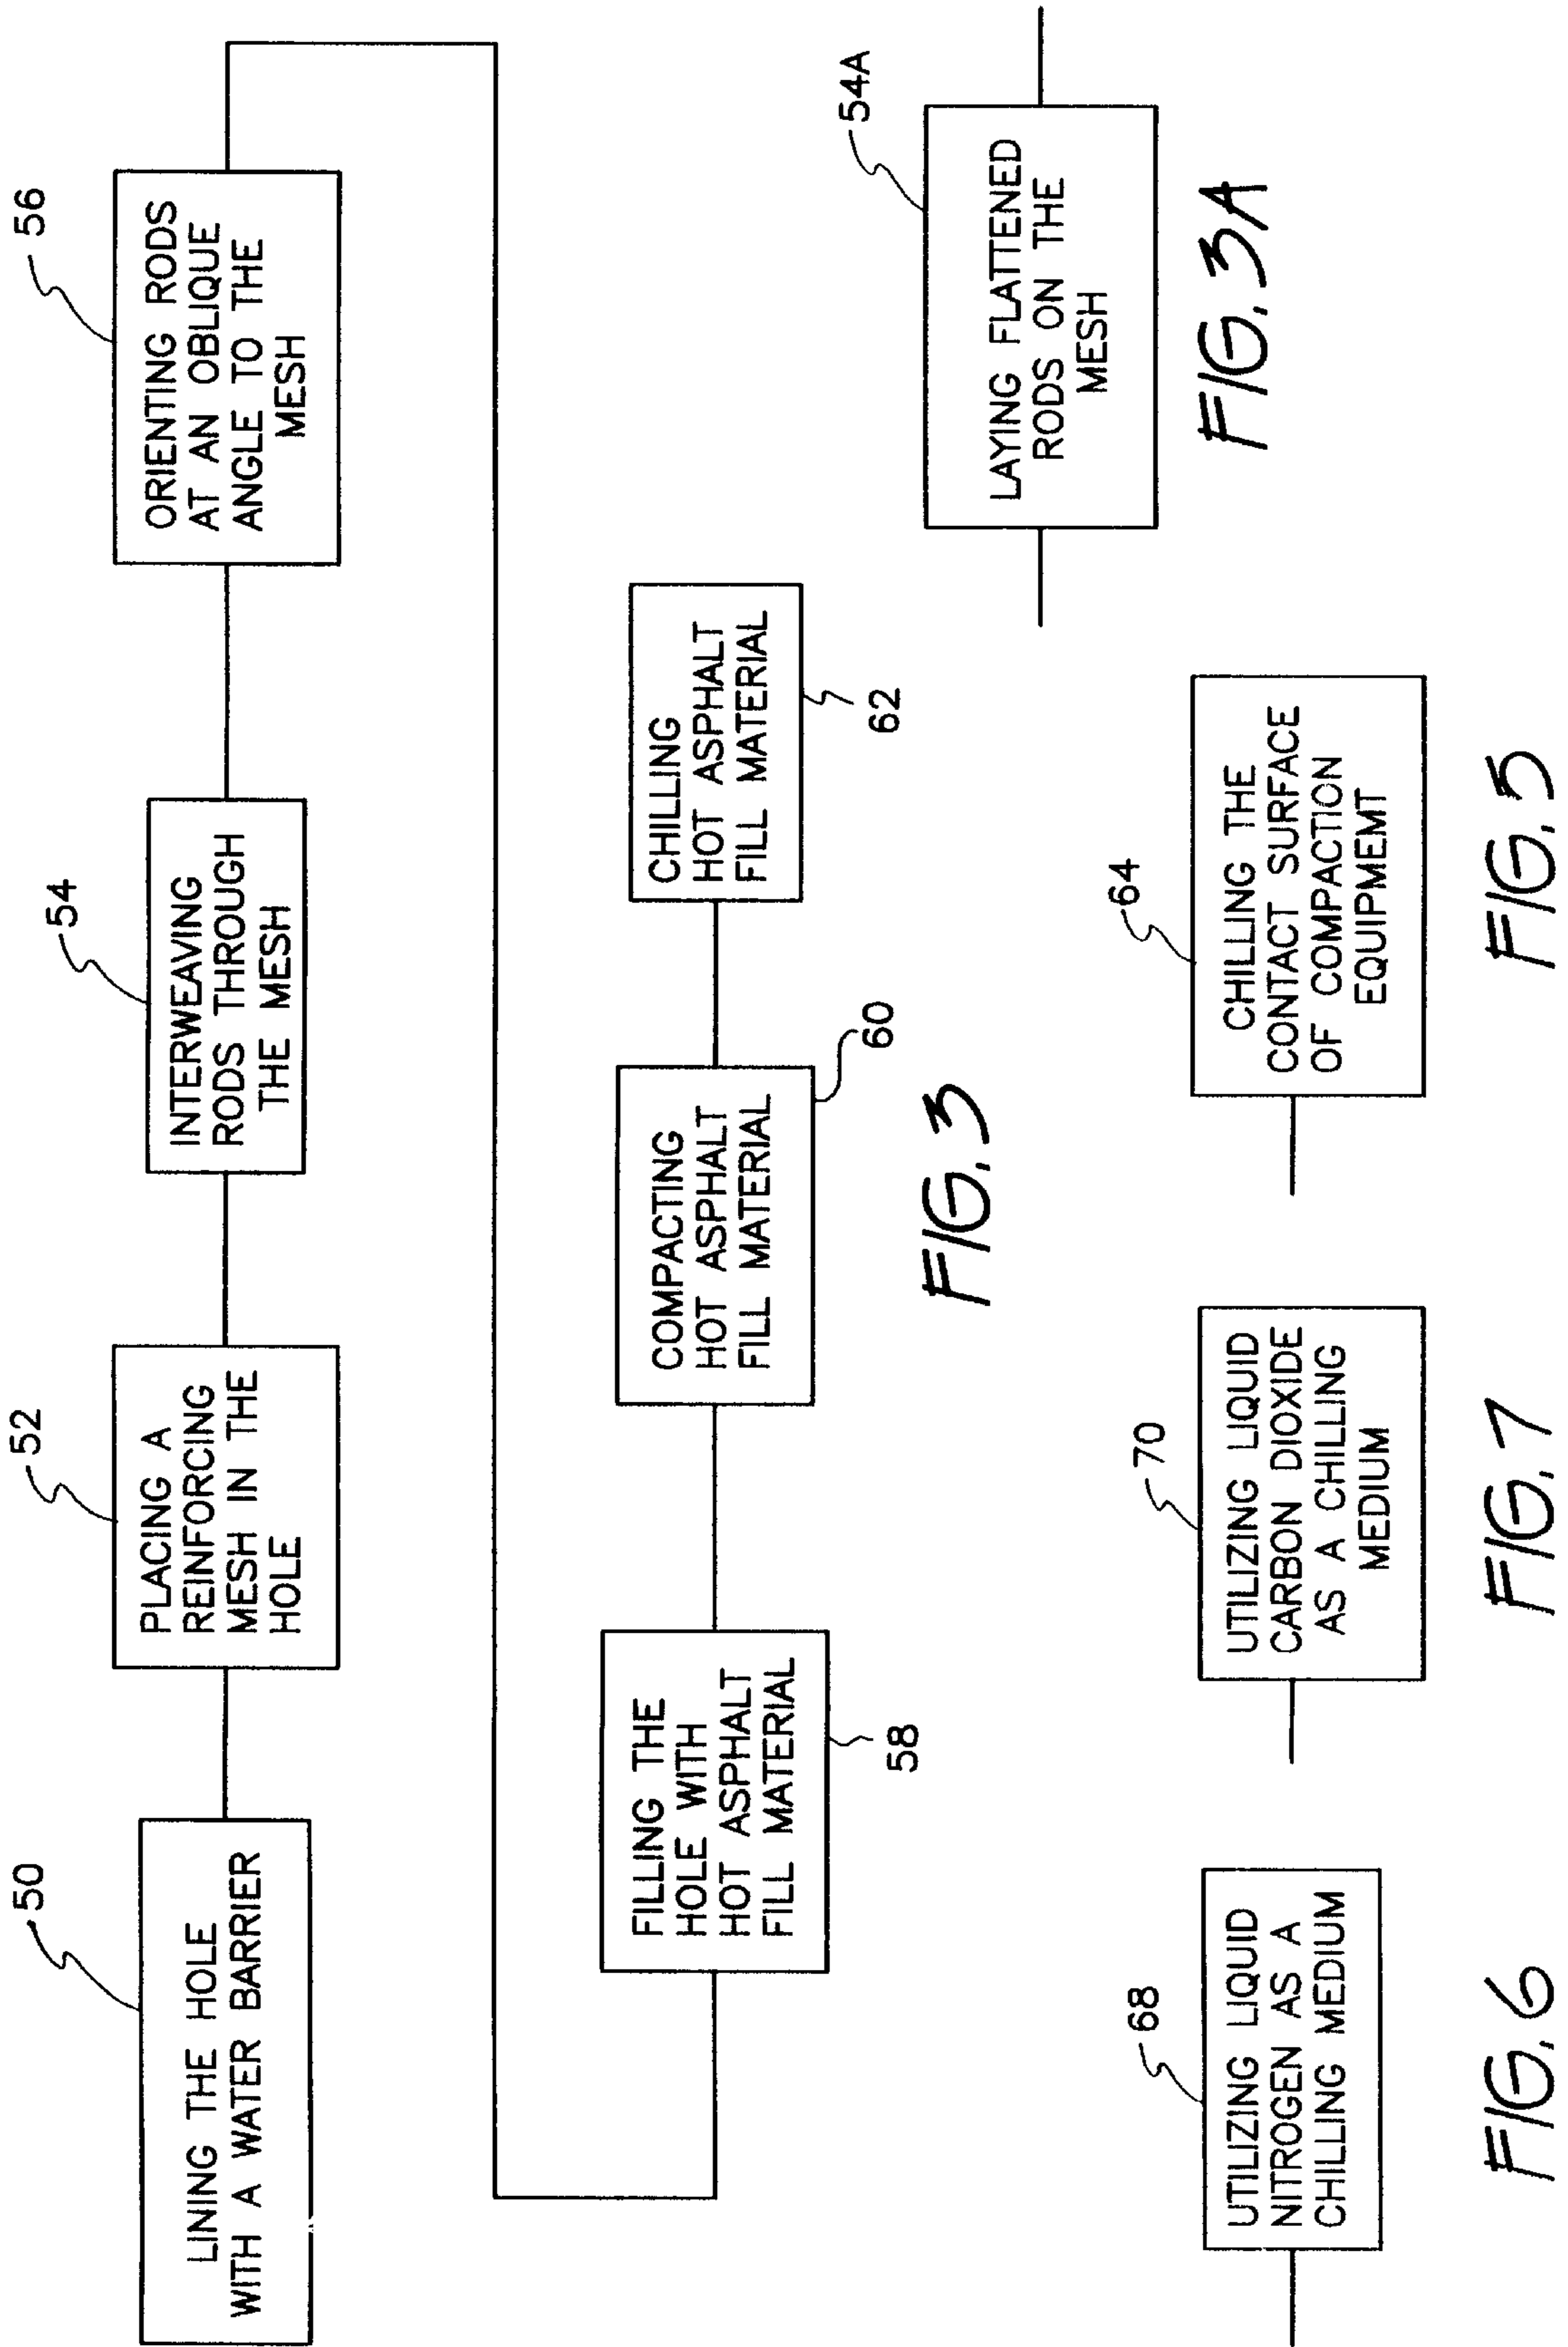 50
LINING THE HOLE
WITH A WATER BARRIER
52
PLACING A
REINFORCING
MESH IN THE
HOLE
54
INTERWEAVING
RODS THROUGH
THE MESH
56
ORIENTING RODS
AT AN OBLIQUE
ANGLE TO THE
MESH
FILLING THE
HOLE WITH
HOT ASPHALT
FILL MATERIAL
58
COMPACTING
HOT ASPHALT
FILL MATERIAL
60
CHILLING
HOT ASPHALT
FILL MATERIAL
62
FIG. 3
54A
LAYING FLATTENED
RODS ON THE
MESH
FIG. 3A
68
UTILIZING LIQUID
NITROGEN AS A
CHILLING MEDIUM
FIG. 6
70
UTILIZING LIQUID
CARBON DIOXIDE
AS A CHILLING
MEDIUM
FIG. 7
64
CHILLING THE
CONTACT SURFACE
OF COMPACTION
EQUIPMEMT
FIG. 5